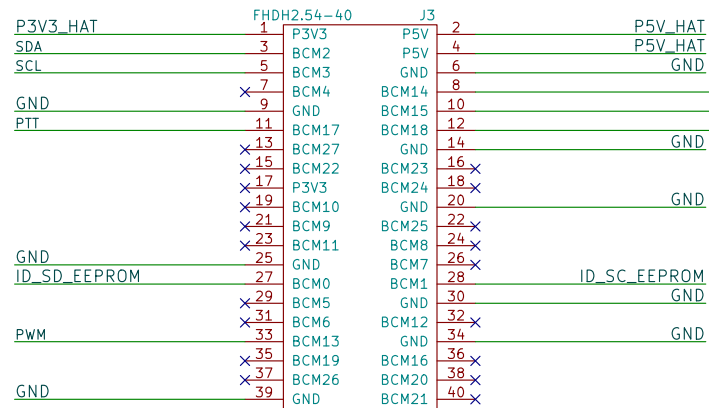 FHDH2.54-40 J3
P3V3_HAT 1 P3V3 P5V 2 P5V_HAT
SDA 3 BCM2 P5V 4 P5V_HAT
SCL 5 BCM3 GND 6 GND
7 BCM4 BCM14 8
GND 9 GND BCM15 10
PTT 11 BCM17 BCM18 12
13 BCM27 GND 14 GND
15 BCM22 BCM23 16
17 P3V3 BCM24 18
19 BCM10 GND 20 GND
21 BCM9 BCM25 22
23 BCM11 BCM8 24
GND 25 GND BCM7 26
ID_SD_EEPROM 27 BCM0 BCM1 28 ID_SC_EEPROM
29 BCM5 GND 30 GND
31 BCM6 BCM12 32
PWM 33 BCM13 GND 34 GND
35 BCM19 BCM16 36
37 BCM26 BCM20 38
GND 39 GND BCM21 40